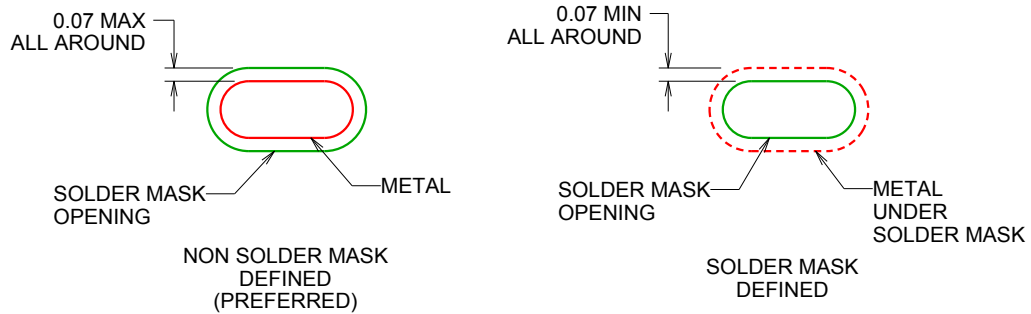 0.07 MAX
ALL AROUND
SOLDER MASK
OPENING
METAL
NON SOLDER MASK
DEFINED
(PREFERRED)
0.07 MIN
ALL AROUND
SOLDER MASK
OPENING
METAL
UNDER
SOLDER MASK
SOLDER MASK
DEFINED